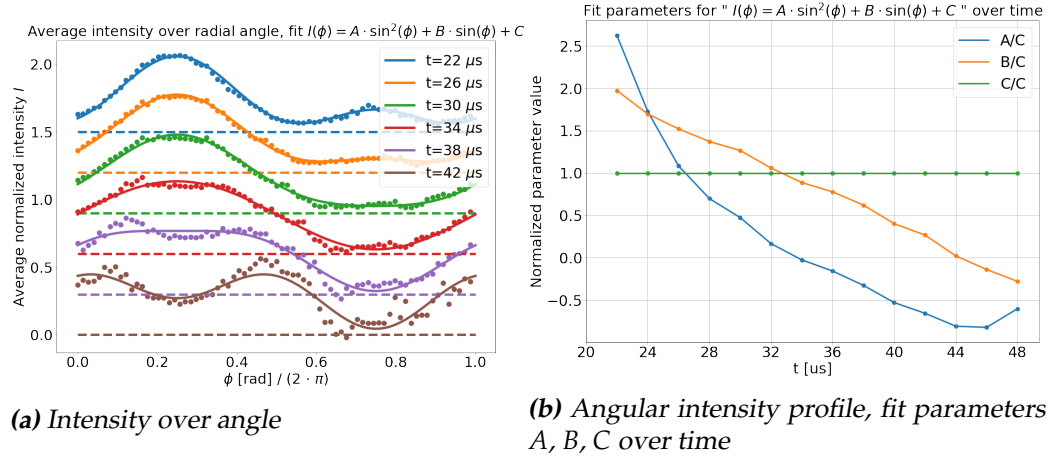 Average intensity over radial angle, fit I(ϕ) = A · sin²(ϕ) + B · sin(ϕ) + C
Average normalized intensity I
2.0
1.5
1.0
0.5
0.0
t=22 μs
t=26 μs
t=30 μs
t=34 μs
t=38 μs
t=42 μs
0.0 0.2 0.4 0.6 0.8 1.0
ϕ [rad] / (2 · π)
(a) Intensity over angle
Fit parameters for " I(ϕ) = A · sin²(ϕ) + B · sin(ϕ) + C " over time
Normalized parameter value
2.5
2.0
1.5
1.0
0.5
0.0
−0.5
A/C
B/C
C/C
20 24 28 32 36 40 44 48
t [us]
(b) Angular intensity profile, fit parameters
A, B, C over time